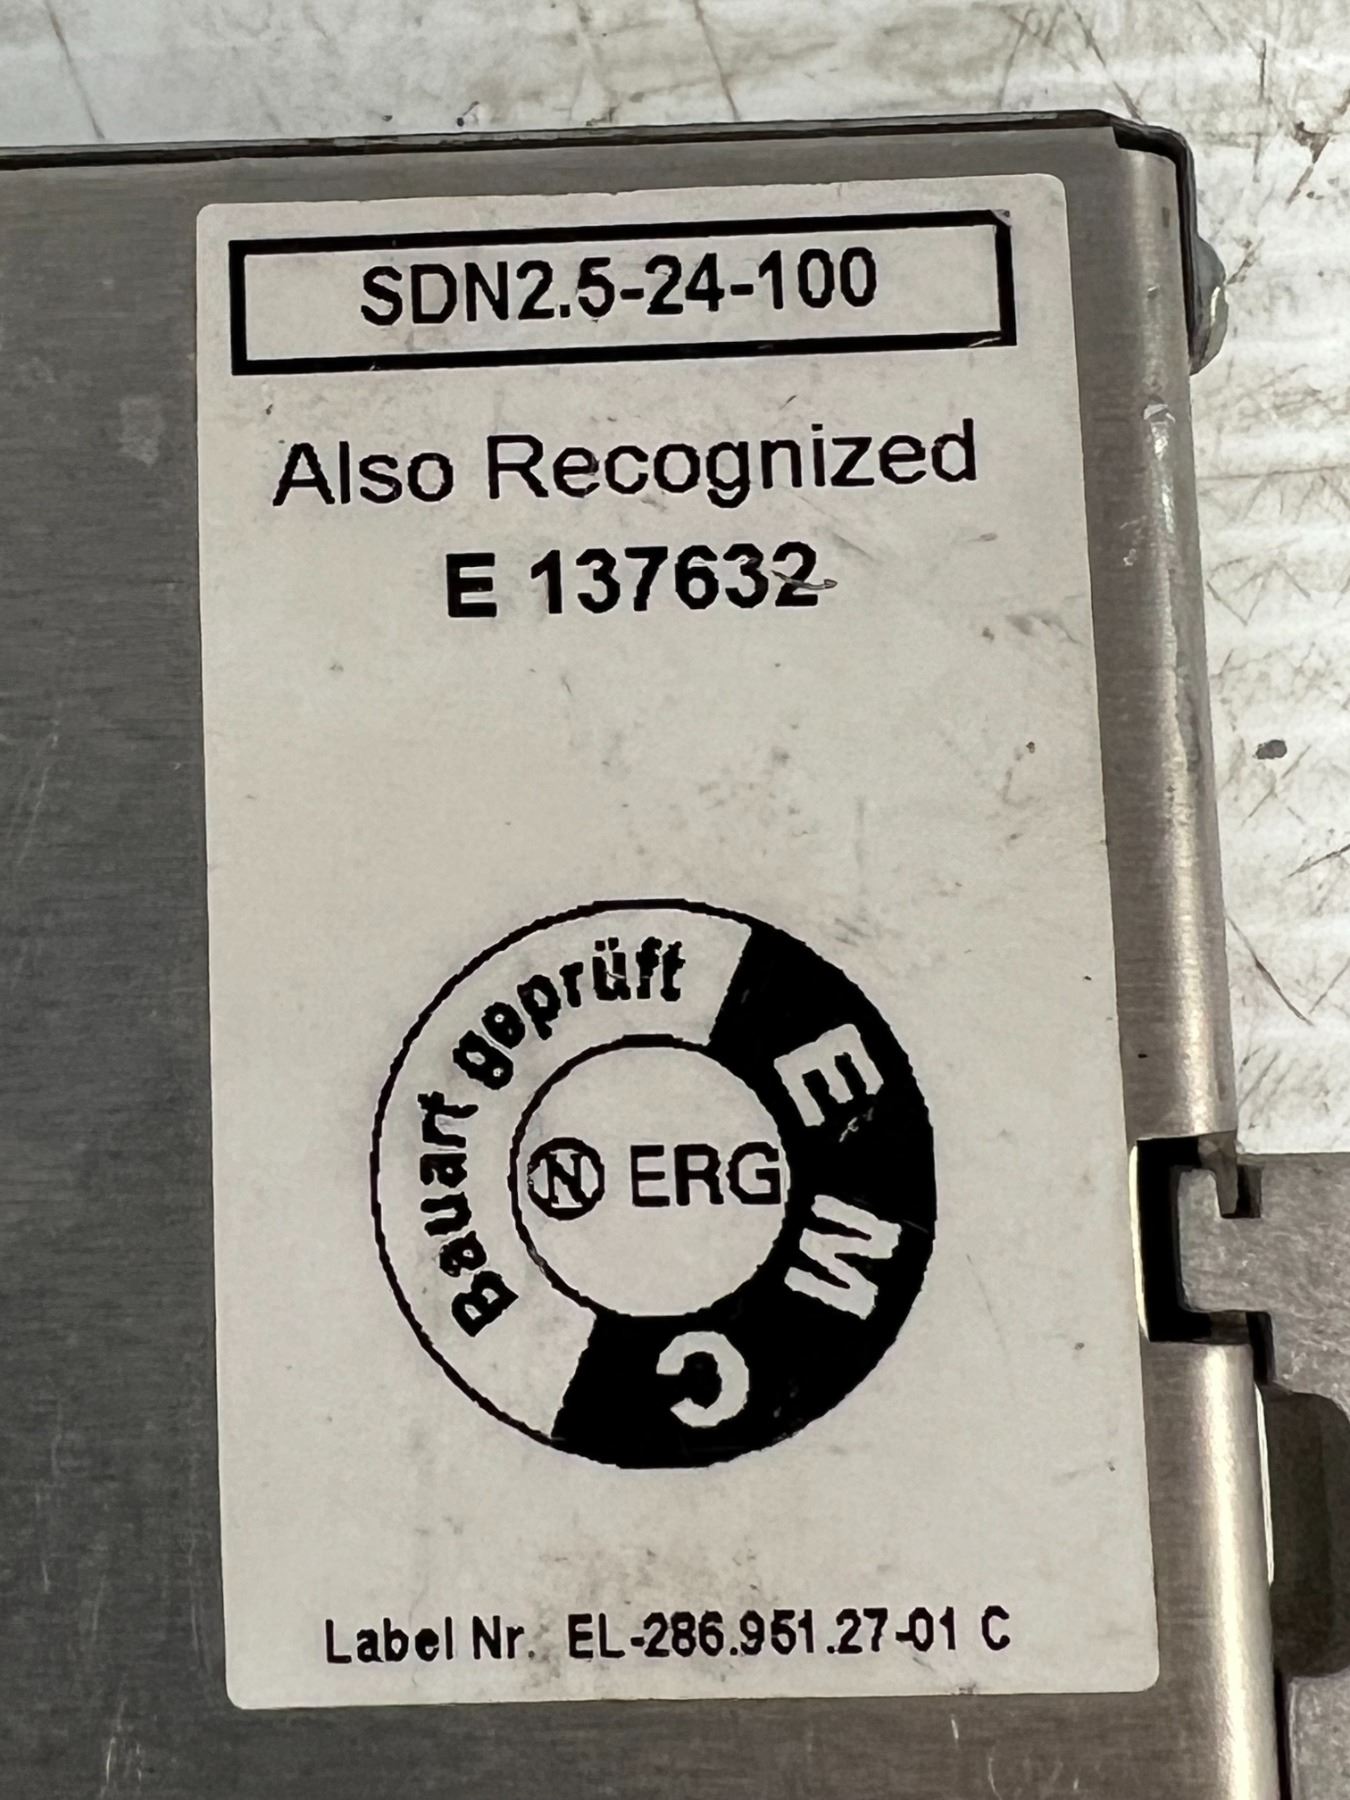 SDN2.5-24-100
Also Recognized
E 137632
Bauart geprüft
EMC
N ERG
Label Nr. EL-286.951.27-01 C